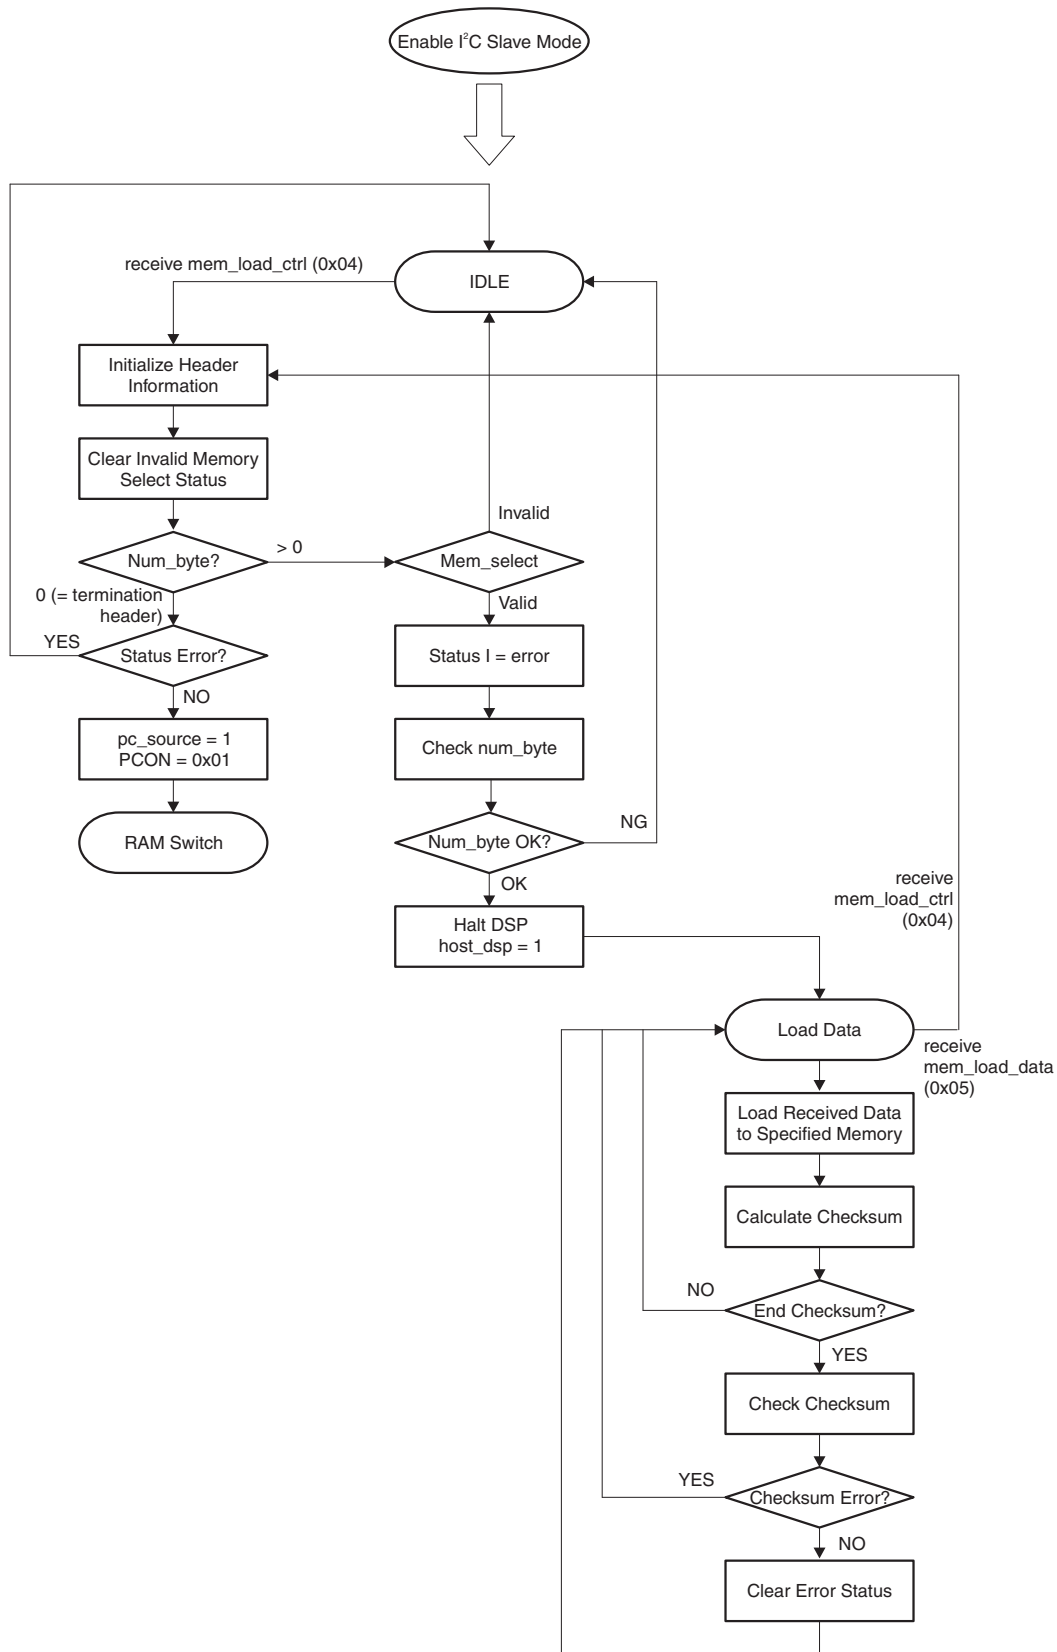 Enable I²C Slave Mode
receive mem_load_ctrl (0x04)
IDLE
Initialize Header
Information
Clear Invalid Memory
Select Status
Invalid
Num_byte?
> 0
Mem_select
0 (= termination
header)
Valid
YES
Status Error?
Status I = error
NO
pc_source = 1
PCON = 0x01
Check num_byte
RAM Switch
Num_byte OK?
NG
OK
receive
mem_load_ctrl
(0x04)
Halt DSP
host_dsp = 1
Load Data
receive
mem_load_data
(0x05)
Load Received Data
to Specified Memory
Calculate Checksum
NO
End Checksum?
YES
Check Checksum
YES
Checksum Error?
NO
Clear Error Status